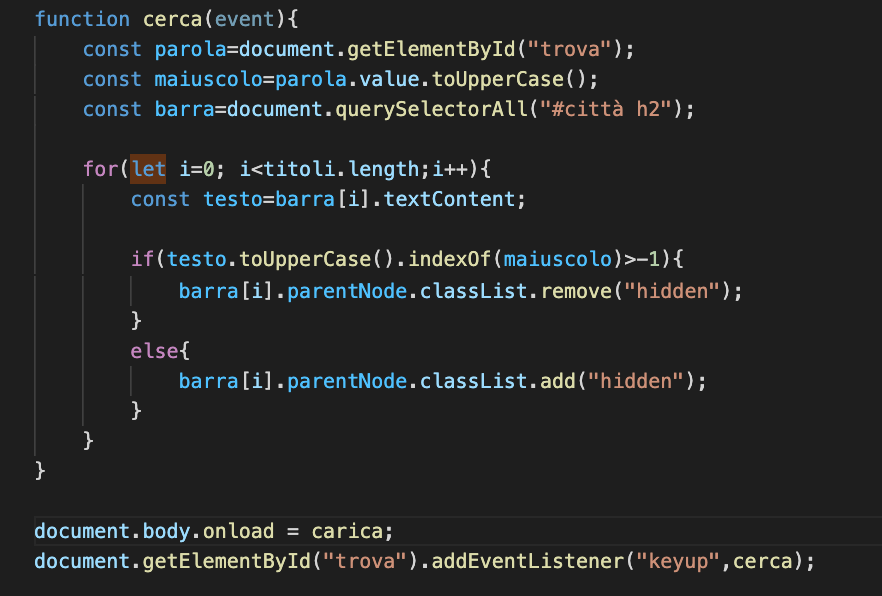 function cerca(event){
const parola=document.getElementById("trova");
const maiuscolo=parola.value.toUpperCase();
const barra=document.querySelectorAll("#città h2");
for(let i=0; i<titoli.length;i++){
const testo=barra[i].textContent;
if(testo.toUpperCase().indexOf(maiuscolo)>-1){
barra[i].parentNode.classList.remove("hidden");
}
else{
barra[i].parentNode.classList.add("hidden");
}
}
}
document.body.onload = carica;
document.getElementById("trova").addEventListener("keyup",cerca);